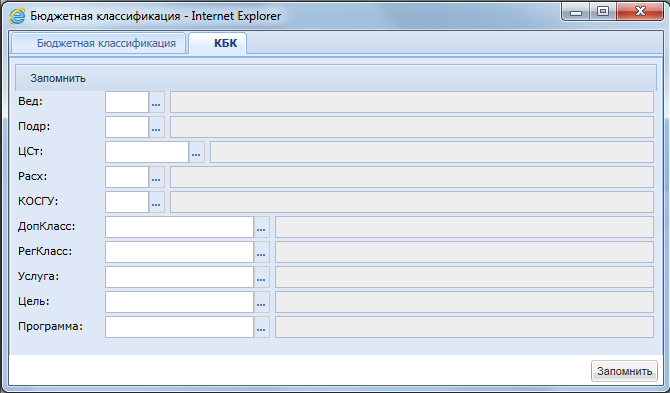 Бюджетная классификация - Internet Explorer
Бюджетная классификация КБК
Запомнить
Вед: ...
Подр: ...
ЦСт: ...
Расх: ...
КОСГУ: ...
ДопКласс: ...
РегКласс: ...
Услуга: ...
Цель: ...
Программа: ...
Запомнить